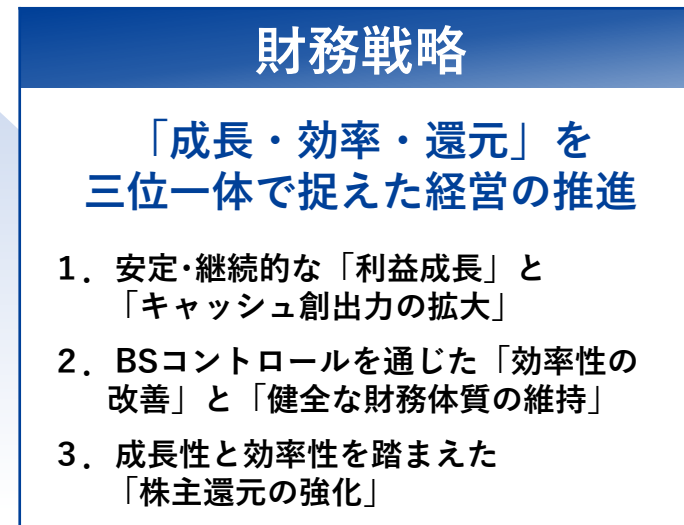 財務戦略
「成長・効率・還元」を
三位一体で捉えた経営の推進
１．安定･継続的な「利益成長」と
「キャッシュ創出力の拡大」
２．BSコントロールを通じた「効率性の
改善」と「健全な財務体質の維持」
３．成長性と効率性を踏まえた
「株主還元の強化」